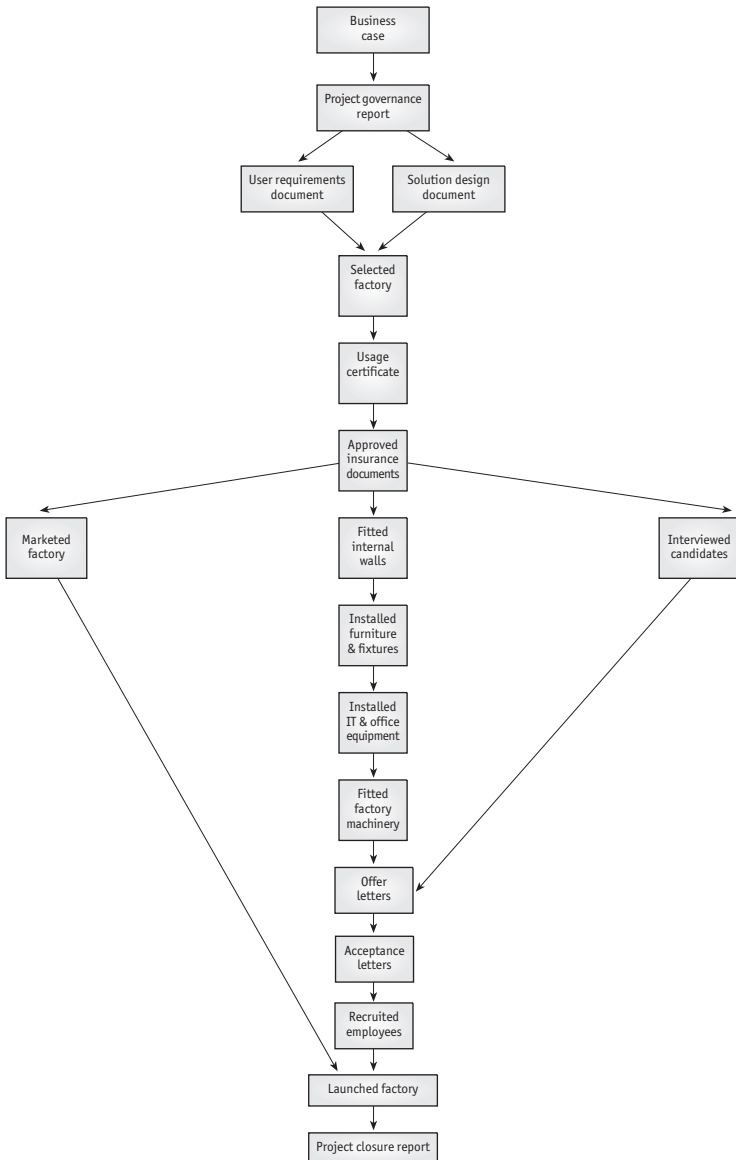 Business
case
Project governance
report
User requirements
document
Solution design
document
Selected
factory
Usage
certificate
Approved
insurance
documents
Marketed
factory
Fitted
internal
walls
Interviewed
candidates
Installed
furniture
& fixtures
Installed
IT & office
equipment
Fitted
factory
machinery
Offer
letters
Acceptance
letters
Recruited
employees
Launched factory
Project closure report